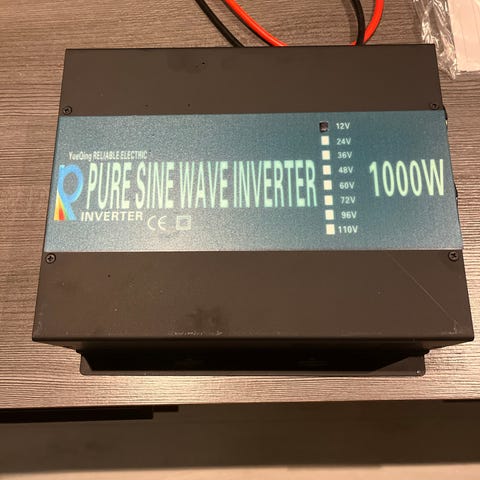 YueQing RELIABLE ELECTRIC
R PURE SINE WAVE INVERTER
INVERTER
CE
12V
24V
36V
48V
60V
72V
96V
110V
1000W